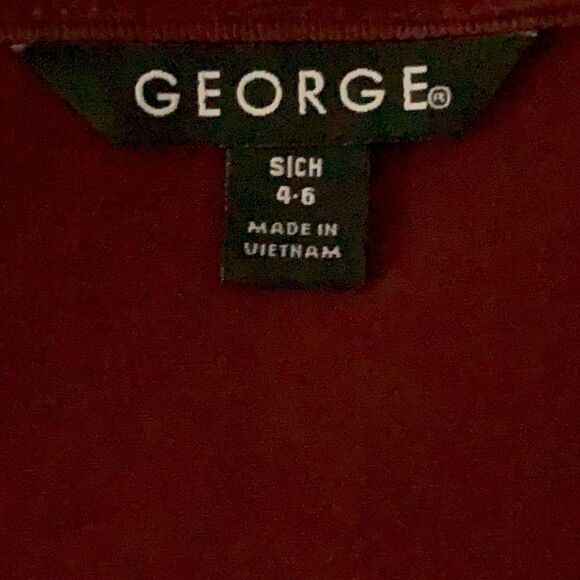 GEORGE®
S|CH
4-6
MADE IN
VIETNAM